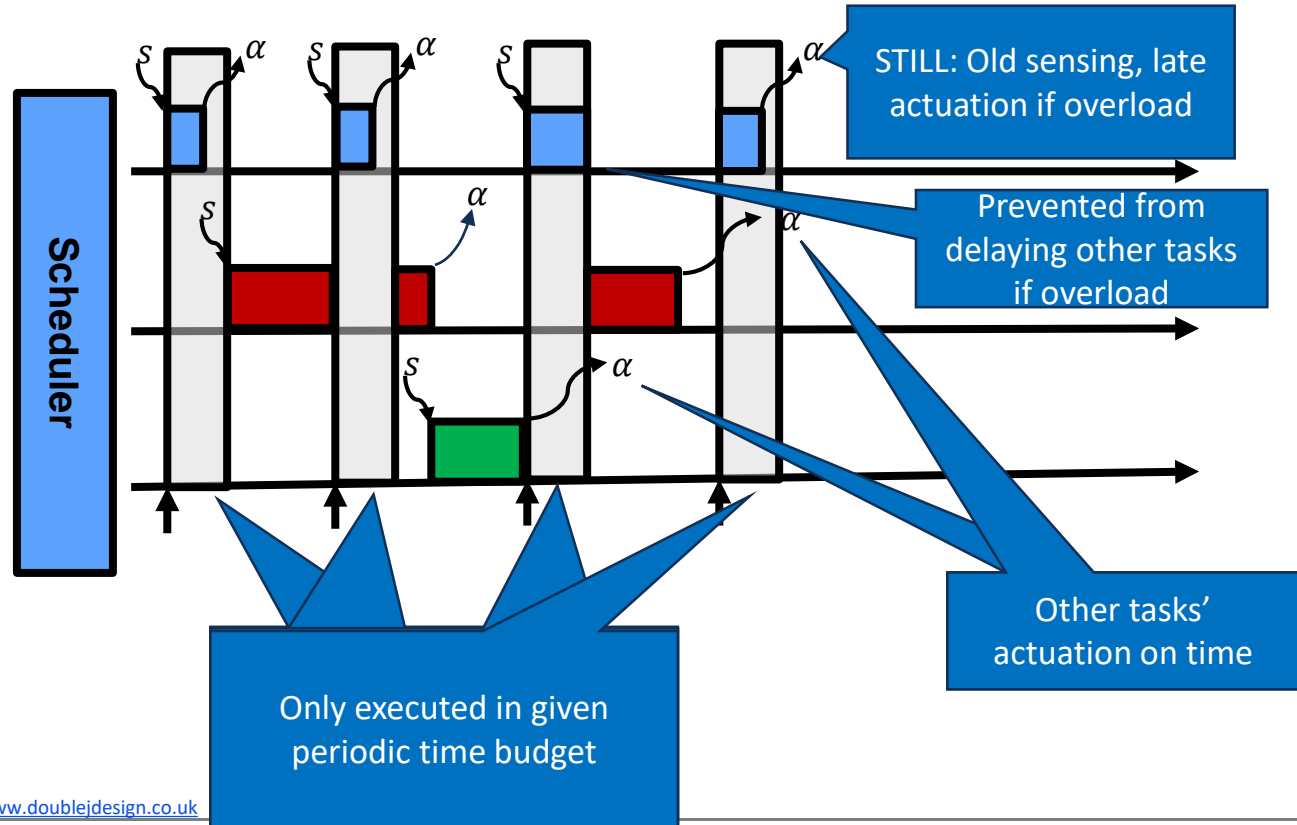 s
α
s
α
s
α
STILL: Old sensing, late
actuation if overload
s
α
Prevented from
delaying other tasks
if overload
α
Scheduler
s
α
Other tasks’
actuation on time
Only executed in given
periodic time budget
ww.doublejdesign.co.uk